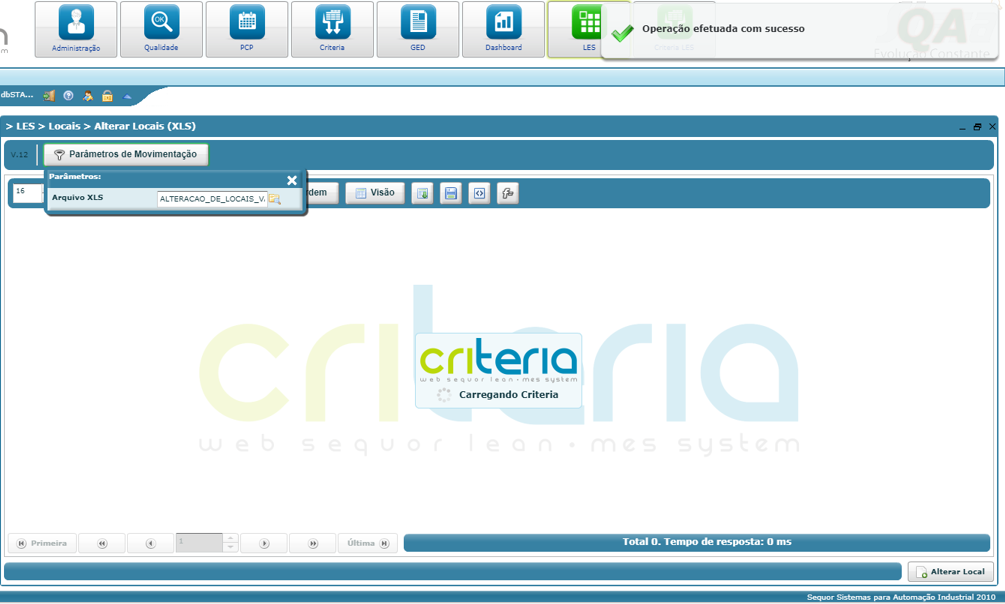 Administração
Qualidade
PCP
Criteria
GED
Dashboard
LES
Operação efetuada com sucesso
QA
Evolução Constante
dbSTA...
> LES > Locais > Alterar Locais (XLS)
V.12
Parâmetros de Movimentação
Parâmetros:
Arquivo XLS
ALTERACAO_DE_LOCAIS_V.
16
dem
Visão
criteria
web sequor lean · mes system
criteria
web sequor lean · mes system
Carregando Criteria
Primeira
1
Última
Total 0. Tempo de resposta: 0 ms
Alterar Local
Sequor Sistemas para Automação Industrial 2010